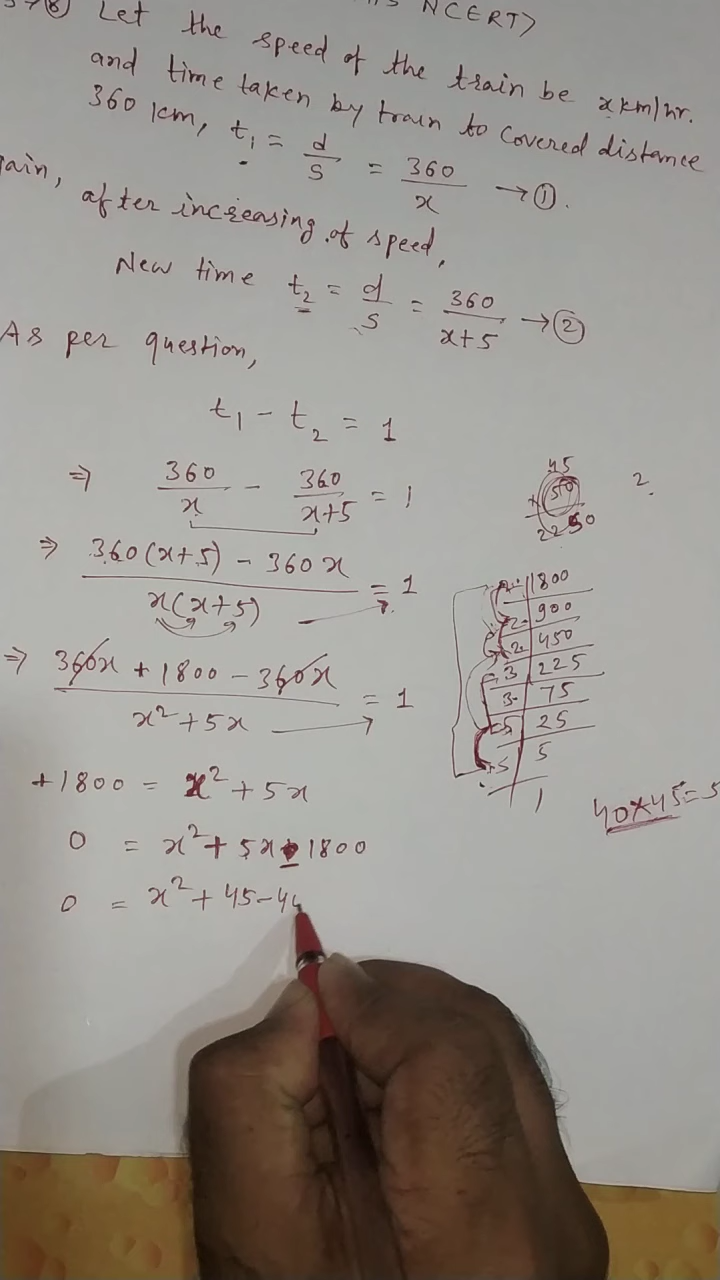 NCERT>
8 Let the speed of the train be x km/hr.
and time taken by train to covered distance
360 km, t₁ = d/s = 360/x → ①.
after increasing of speed,
New time t₂ = d/s = 360/x+5 → ②
As per question,
t₁ - t₂ = 1
⇒ 360/x - 360/x+5 = 1
⇒ 360(x+5) - 360x / x(x+5) = 1
⇒ 360x + 1800 - 360x / x² + 5x = 1
+1800 = x² + 5x
0 = x² + 5x - 1800
0 = x² + 45 - 4
45
2250
2.
2 1800
2 900
2 450
3 225
3 75
5 25
5 5
1
40×45=